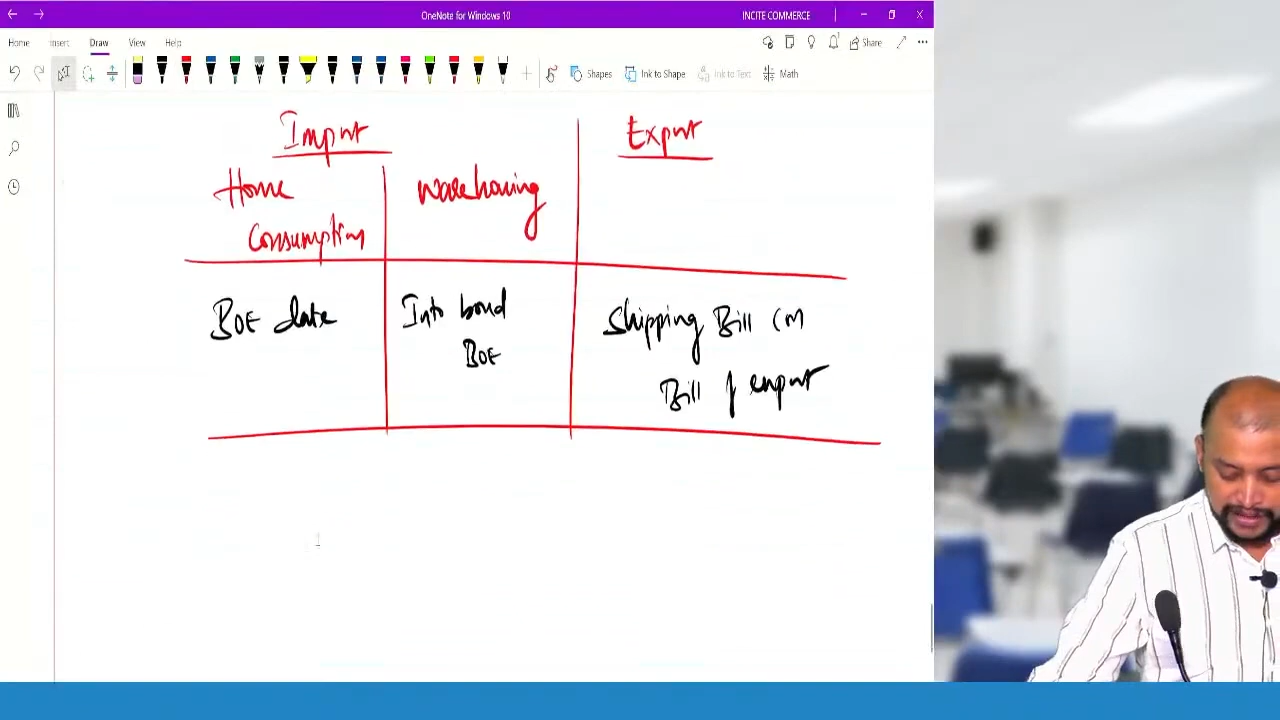 OneNote for Windows 10
INCITE COMMERCE
Home Insert Draw View Help
Share
Shapes Ink to Shape Ink to Text Math
Import
Export
Home
Consumption
Warehousing
BOE date
Into bond
BOE
Shipping Bill (or)
Bill of export